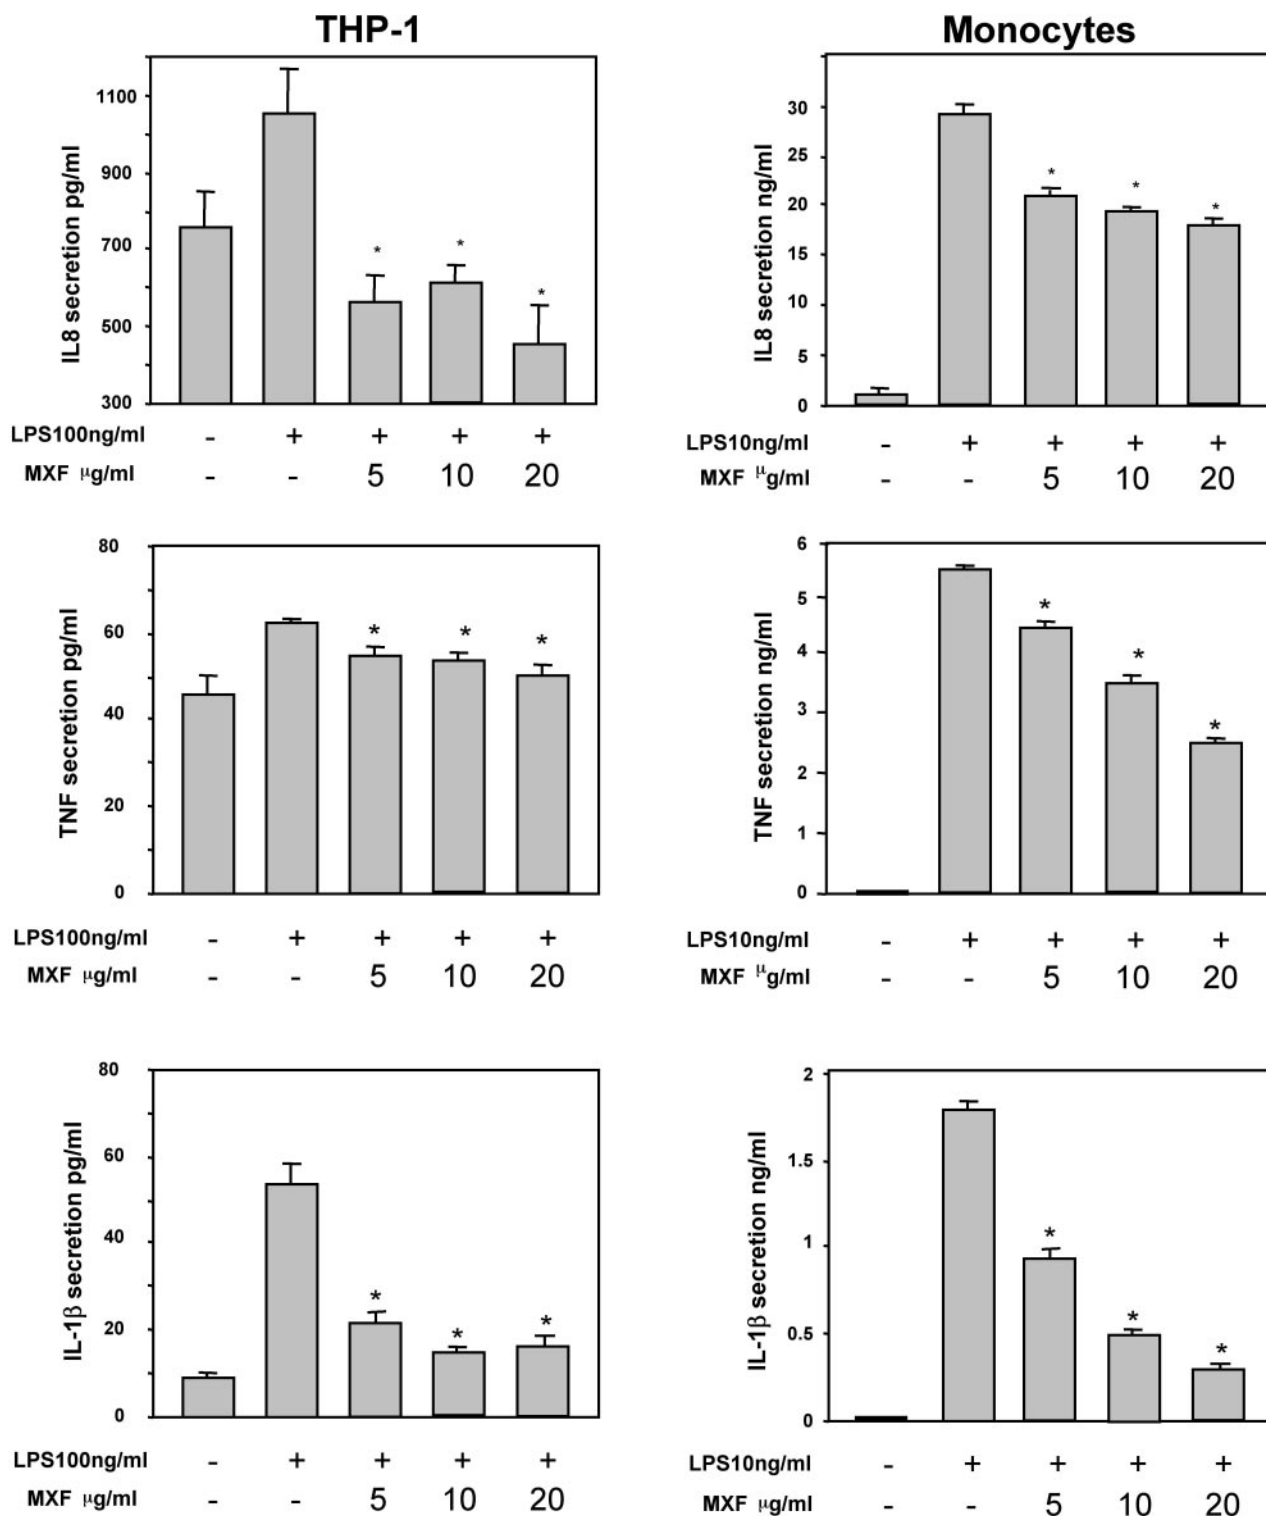 THP-1
Monocytes
IL8 secretion pg/ml
1100
900
700
500
300
LPS100ng/ml - + + + +
MXF μg/ml - - 5 10 20
IL8 secretion ng/ml
30
25
20
15
10
5
0
* * *
* * *
LPS10ng/ml - + + + +
MXF μg/ml - - 5 10 20
TNF secretion pg/ml
80
60
40
20
0
* * *
LPS100ng/ml - + + + +
MXF μg/ml - - 5 10 20
TNF secretion ng/ml
6
5
4
3
2
1
0
* * *
LPS10ng/ml - + + + +
MXF μg/ml - - 5 10 20
IL-1β secretion pg/ml
80
60
40
20
0
* * *
LPS100ng/ml - + + + +
MXF μg/ml - - 5 10 20
IL-1β secretion ng/ml
2
1.5
1
0.5
0
* * *
LPS10ng/ml - + + + +
MXF μg/ml - - 5 10 20